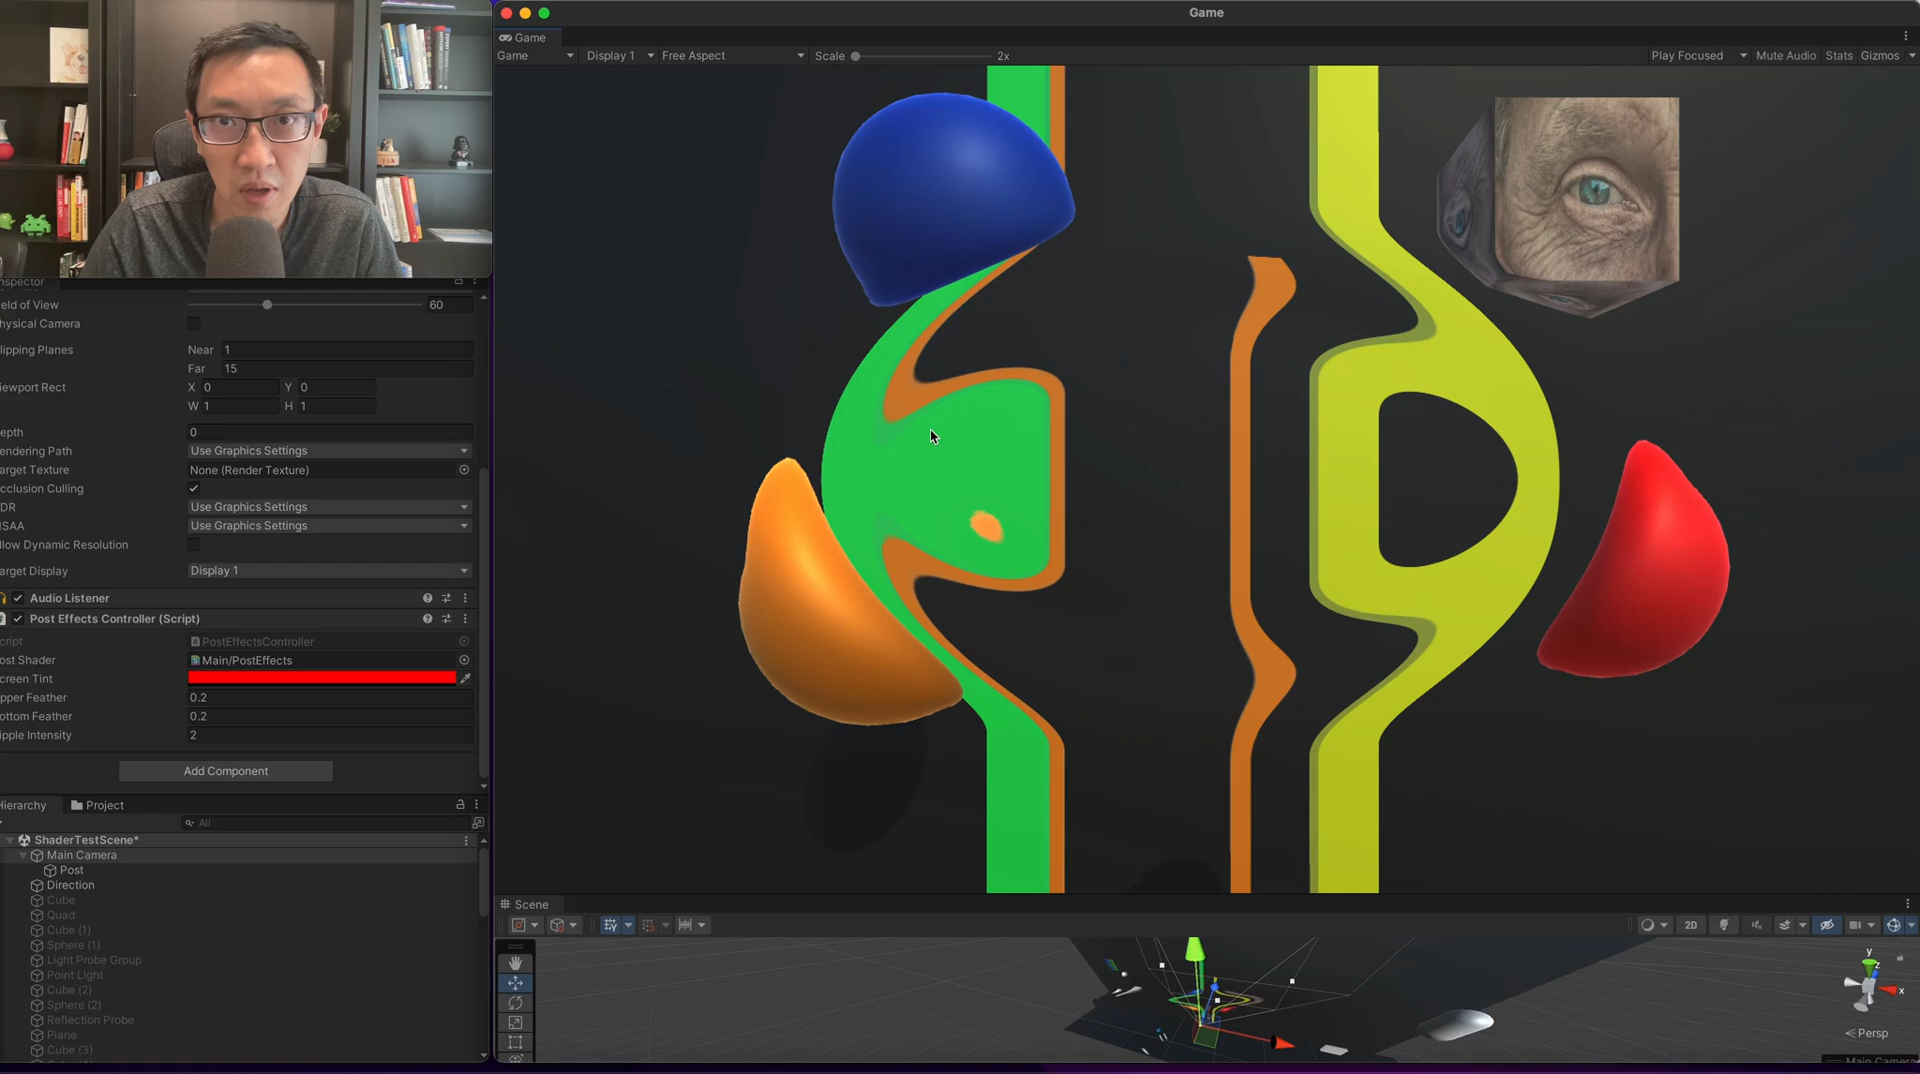 Game
Game
Game
Display 1
Free Aspect
Scale
2x
Play Focused
Mute Audio
Stats
Gizmos
nspector
eld of View
60
hysical Camera
lipping Planes
Near
1
Far
15
iewport Rect
X 0
Y 0
W 1
H 1
epth
0
endering Path
Use Graphics Settings
arget Texture
None (Render Texture)
cclusion Culling
DR
Use Graphics Settings
SAA
Use Graphics Settings
llow Dynamic Resolution
arget Display
Display 1
Audio Listener
Post Effects Controller (Script)
cript
PostEffectsController
ost Shader
Main/PostEffects
creen Tint
pper Feather
0.2
ottom Feather
0.2
ipple Intensity
2
Add Component
Hierarchy
Project
All
ShaderTestScene*
Main Camera
Post
Direction
Cube
Quad
Cube (1)
Sphere (1)
Light Probe Group
Point Light
Cube (2)
Sphere (2)
Reflection Probe
Plane
Cube (3)
Scene
2D
y
z
x
Persp
Main Camera